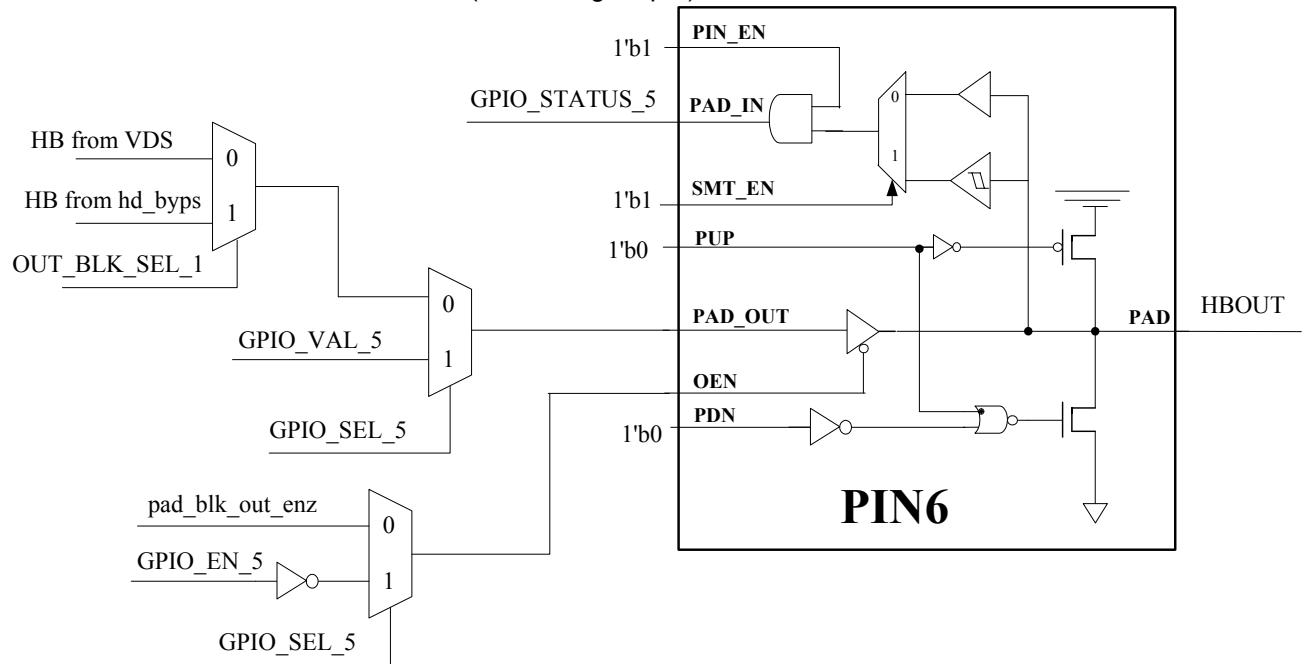 PIN_EN
1'b1
GPIO_STATUS_5
PAD_IN
0
HB from VDS
0
1
HB from hd_byps
1
SMT_EN
1'b1
PUP
1'b0
OUT_BLK_SEL_1
0
PAD_OUT
PAD
HBOUT
GPIO_VAL_5
1
OEN
PDN
1'b0
GPIO_SEL_5
pad_blk_out_enz
0
PIN6
GPIO_EN_5
1
GPIO_SEL_5